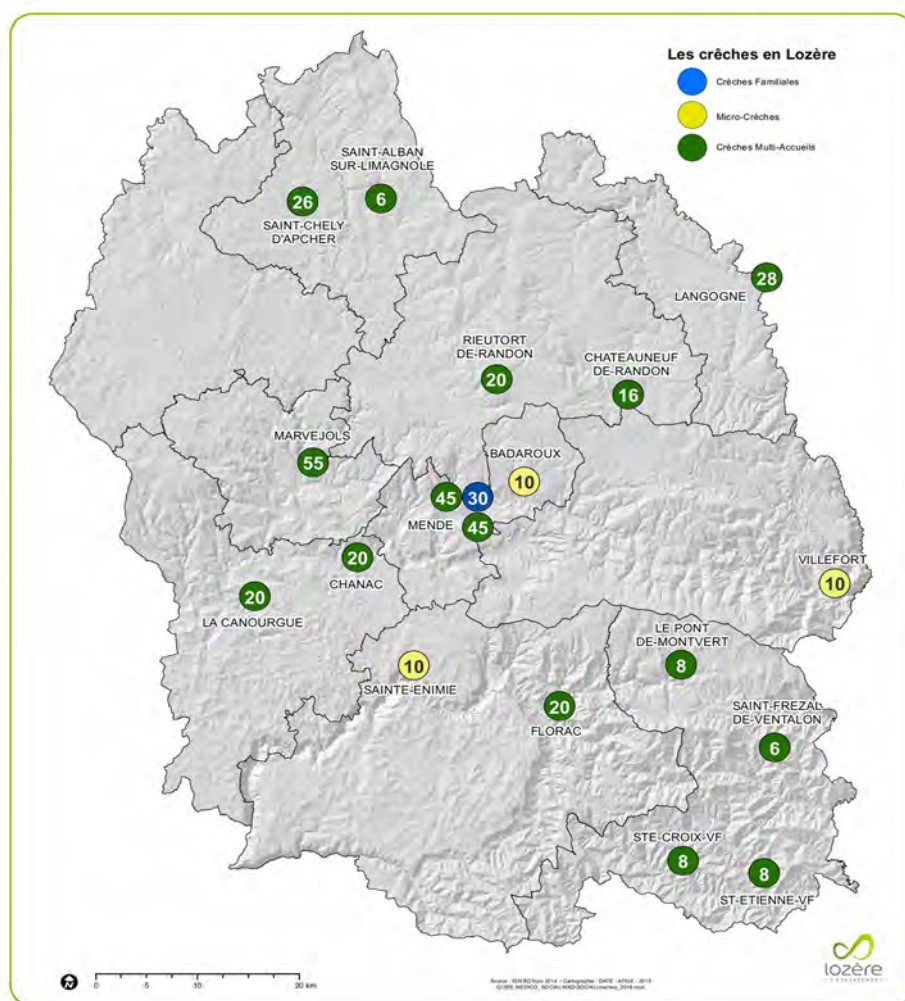 Les crêches en Lozère
Crèches Familiales
Micro-Crèches
Crèches Multi-Accueils
SAINT-ALBAN
SUR-LIMAGNOLE
26
6
SAINT-CHELY
D'APCHER
28
LANGOGNE
RIEUTORT
DE-RANDON
20
CHATEAUNEUF
DE-RANDON
16
MARVEJOLS
55
BADAROUX
10
45
30
MENDE
45
20
CHANAC
VILLEFORT
10
20
LA CANOURGUE
LE PONT
DE-MONTVERT
8
10
SAINTE-ENIMIE
20
FLORAC
SAINT-FREZAL
DE-VENTALON
6
STE-CROIX-VF
8
8
ST-ETIENNE-VF
lozère
0 5 10 20 km